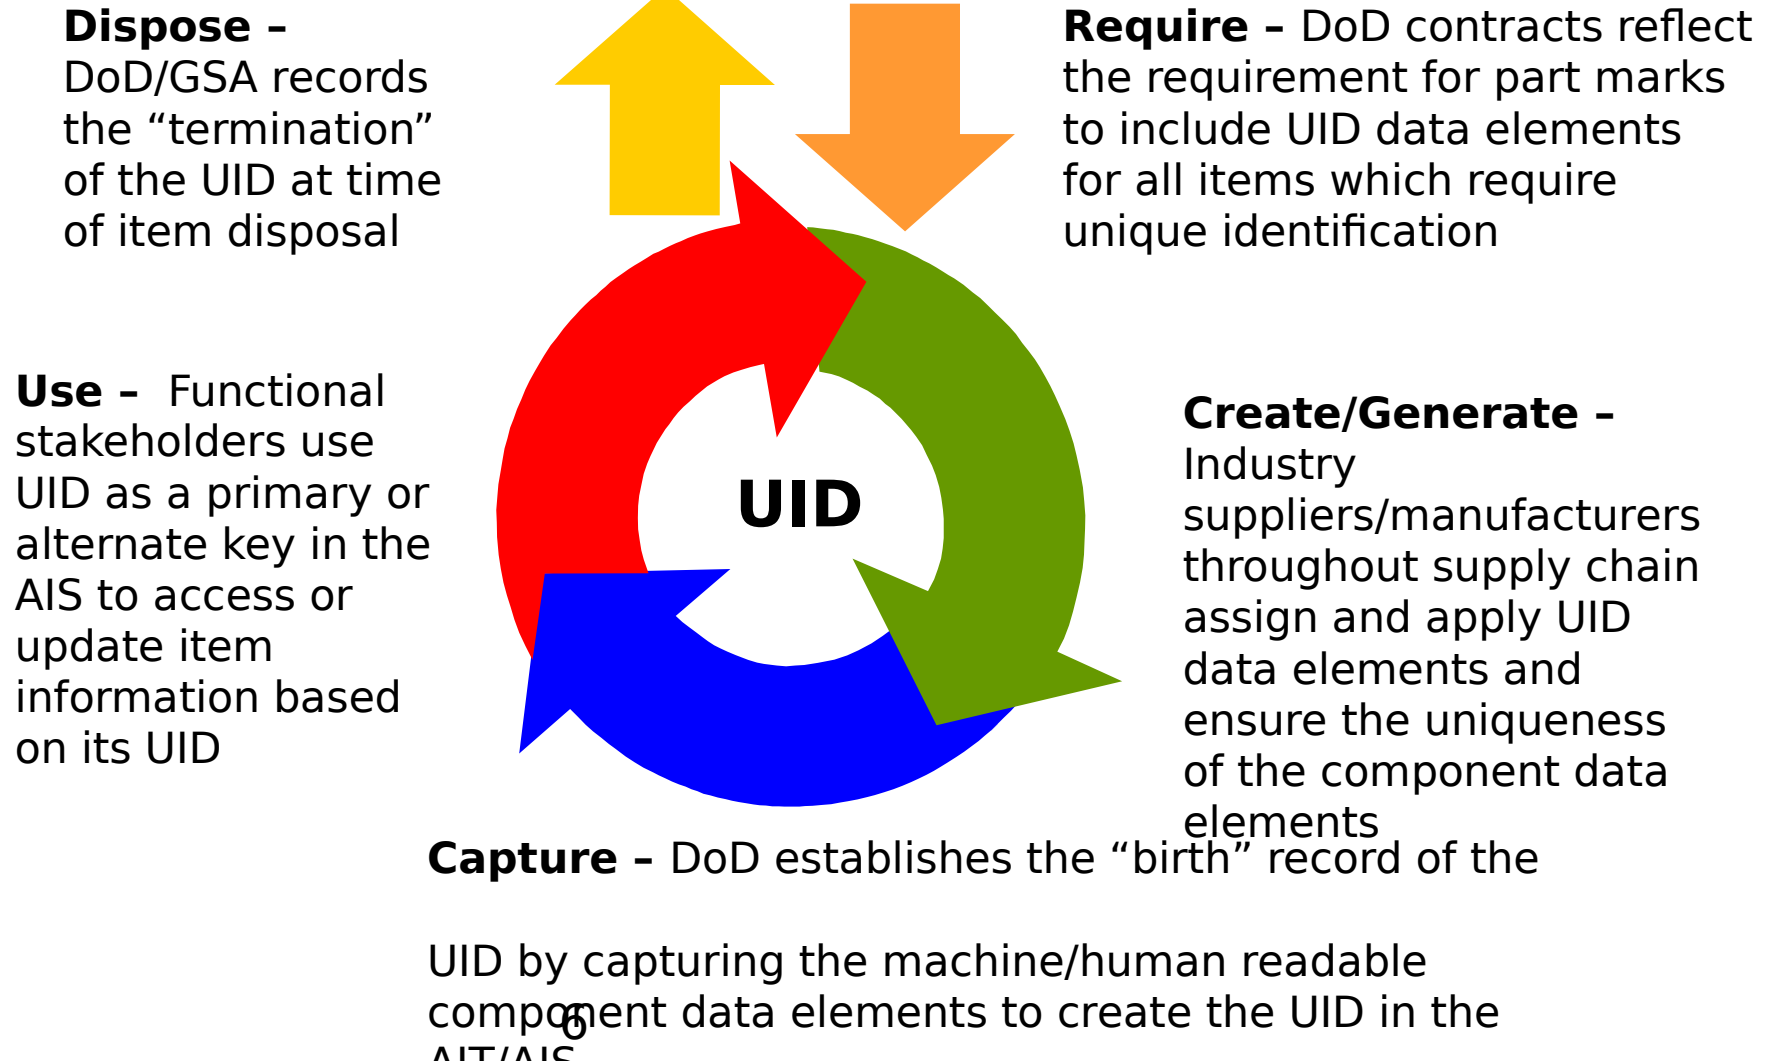 Dispose –
DoD/GSA records
the “termination”
of the UID at time
of item disposal
Require – DoD contracts reflect
the requirement for part marks
to include UID data elements
for all items which require
unique identification
Use –  Functional
stakeholders use
UID as a primary or
alternate key in the
AIS to access or
update item
information based
on its UID
UID
Create/Generate –
Industry
suppliers/manufacturers
throughout supply chain
assign and apply UID
data elements and
ensure the uniqueness
of the component data
elements
Capture – DoD establishes the “birth” record of the
UID by capturing the machine/human readable
component data elements to create the UID in the
AIT/AIS
6